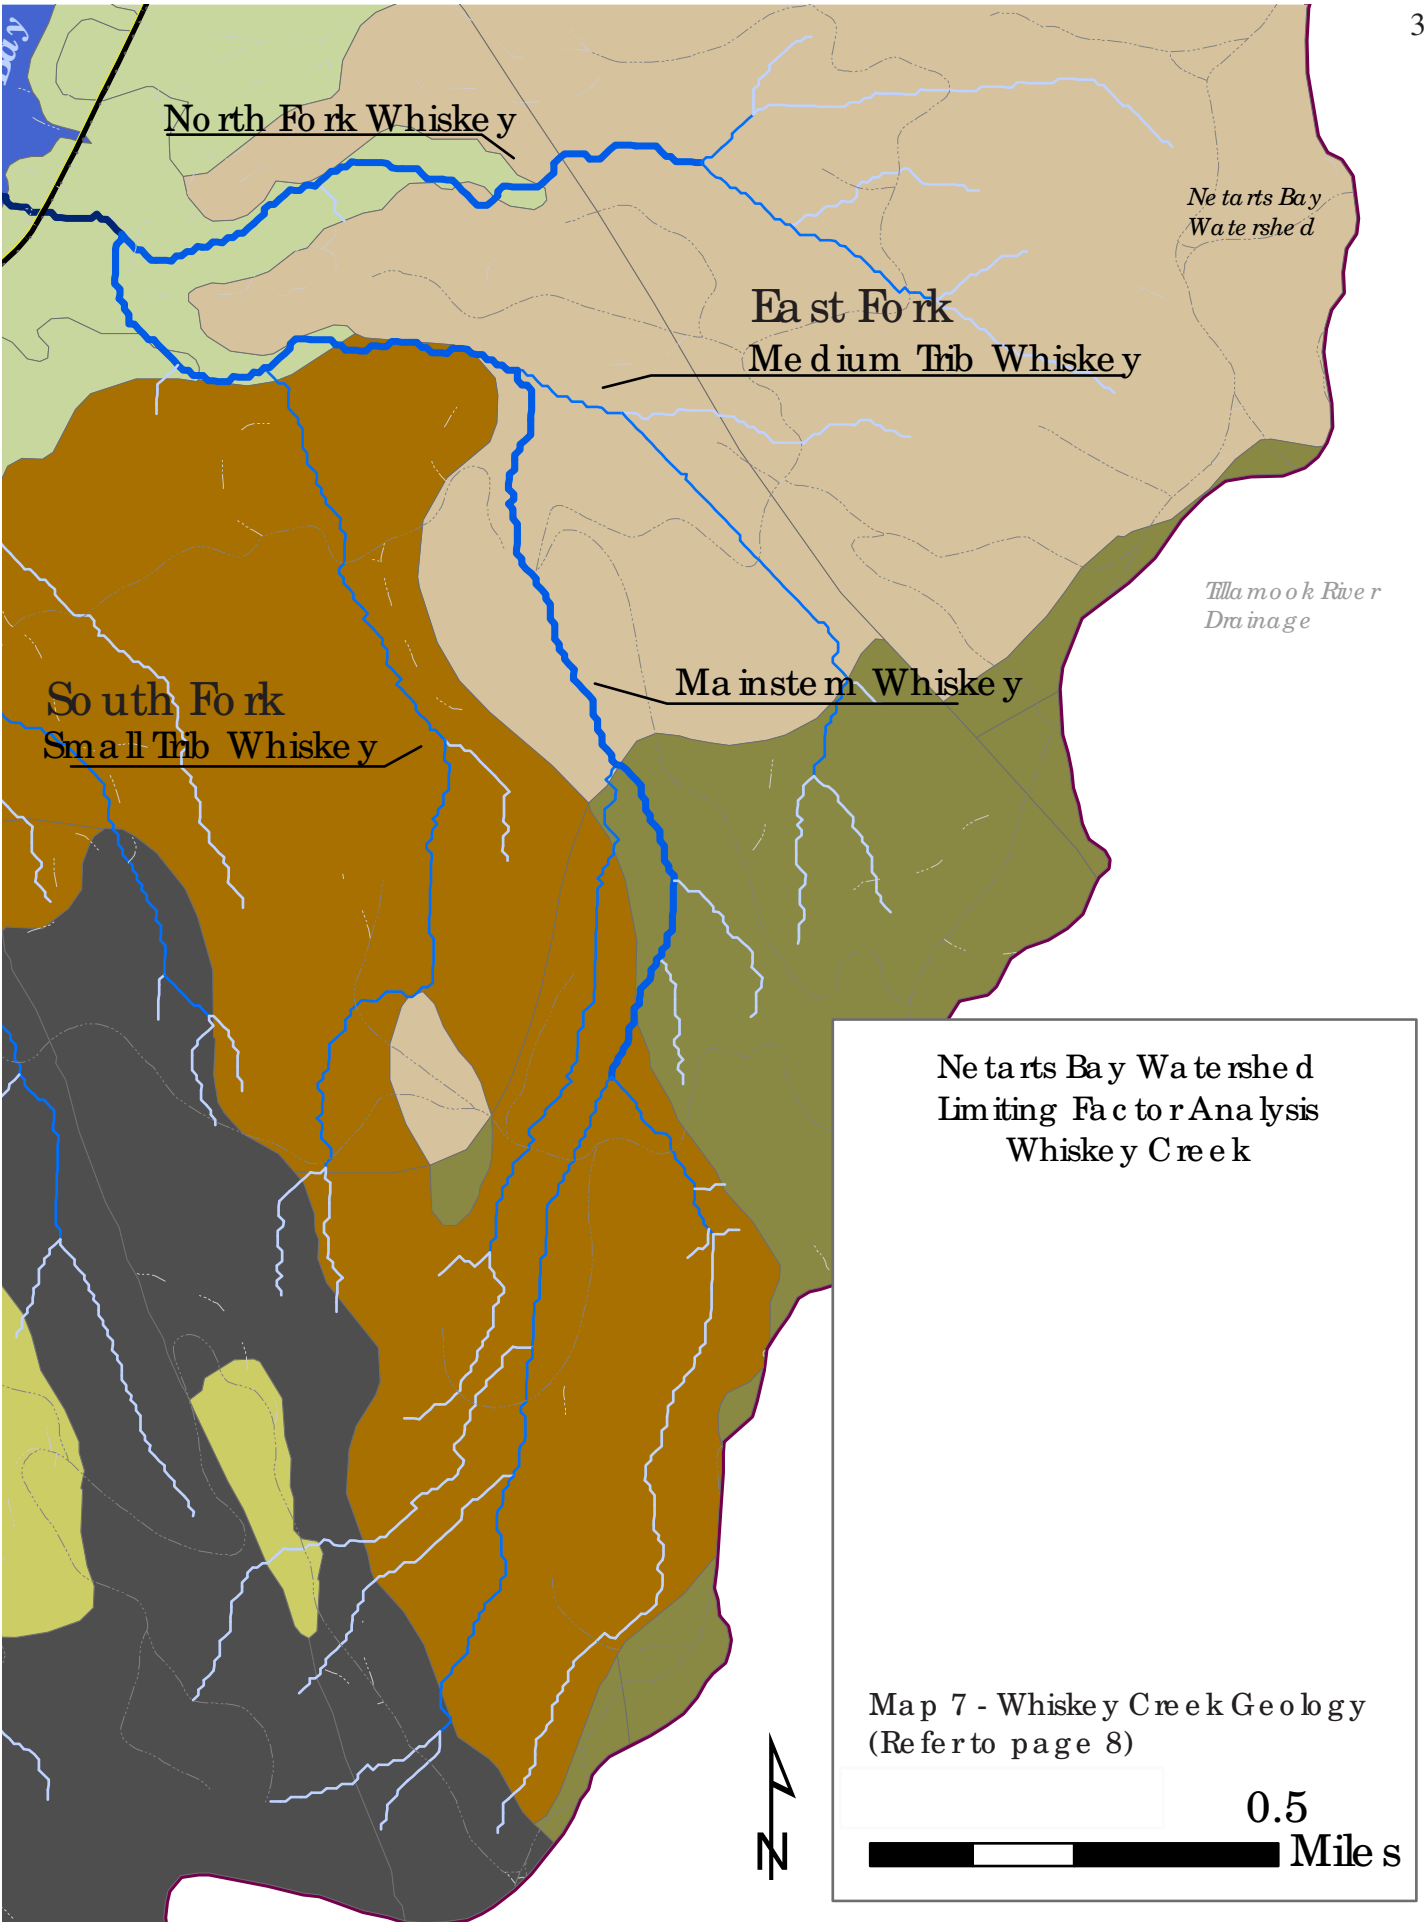 3
Bay
North Fork Whiskey
Netarts Bay
Watershed
East Fork
Medium Trib Whiskey
Tillamook River
Drainage
Mainstem Whiskey
South Fork
Small Trib Whiskey
Netarts Bay Watershed
Limiting Factor Analysis
Whiskey Creek
Map 7 - Whiskey Creek Geology
(Refer to page 8)
0.5
Miles
N